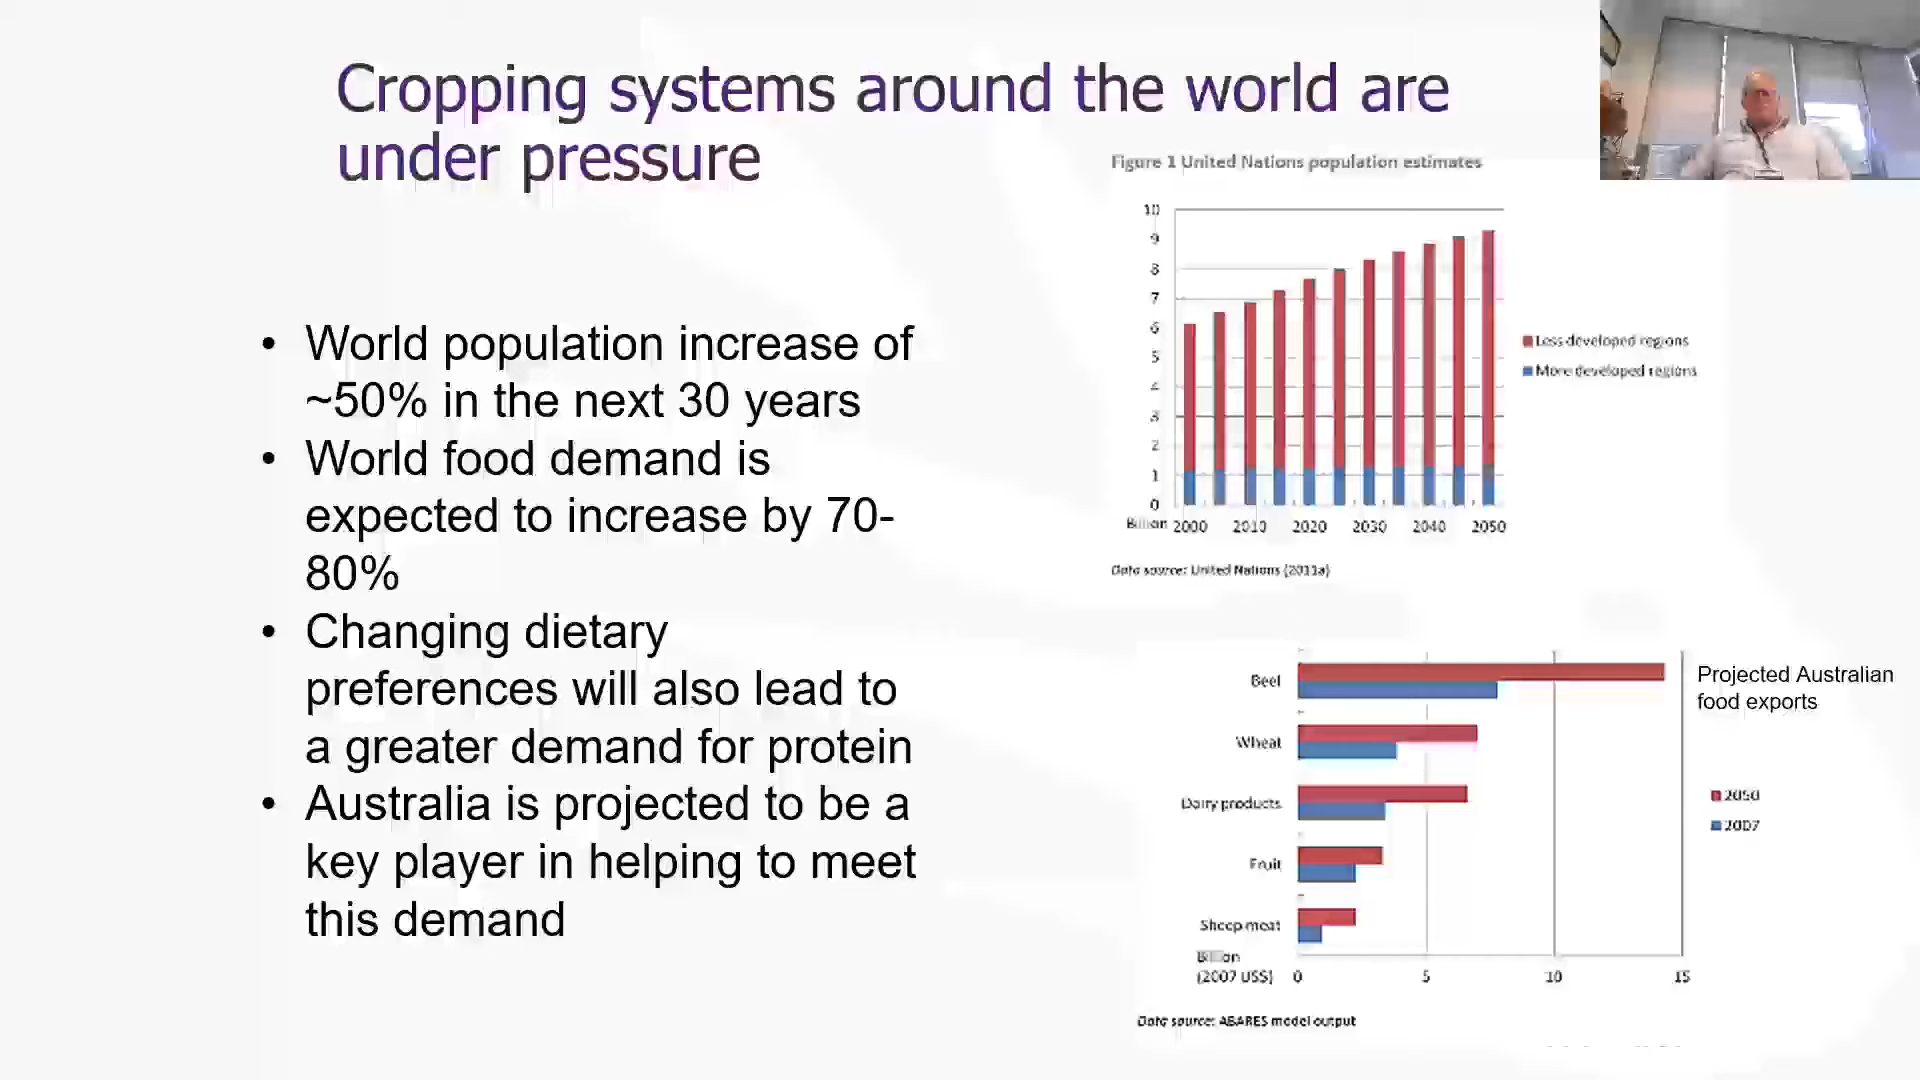 Cropping systems around the world are
under pressure
Figure 1 United Nations population estimates
10
9
8
7
6
5
4
3
2
1
0
Billion 2000 2010 2020 2030 2040 2050
Less developed regions
More developed regions
Data source: United Nations (2011a)
• World population increase of
~50% in the next 30 years
• World food demand is
expected to increase by 70-
80%
• Changing dietary
preferences will also lead to
a greater demand for protein
• Australia is projected to be a
key player in helping to meet
this demand
Projected Australian
food exports
Beef
Wheat
Dairy products
Fruit
Sheep meat
Billion
(2007 US$) 0 5 10 15
2050
2007
Data source: ABARES model output